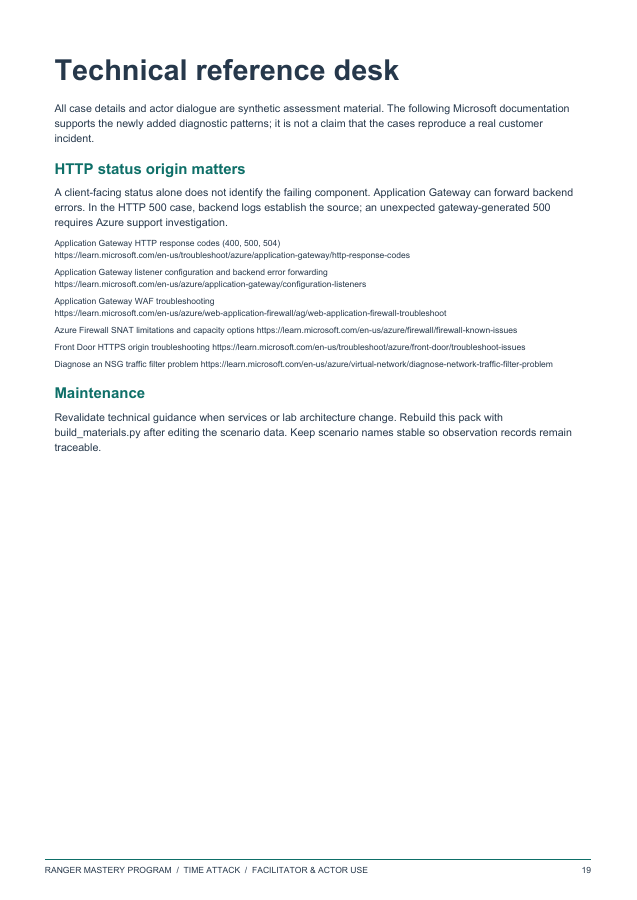 Technical reference desk
All case details and actor dialogue are synthetic assessment material. The following Microsoft documentation
supports the newly added diagnostic patterns; it is not a claim that the cases reproduce a real customer
incident.
HTTP status origin matters
A client-facing status alone does not identify the failing component. Application Gateway can forward backend
errors. In the HTTP 500 case, backend logs establish the source; an unexpected gateway-generated 500
requires Azure support investigation.
Application Gateway HTTP response codes (400, 500, 504)
https://learn.microsoft.com/en-us/troubleshoot/azure/application-gateway/http-response-codes
Application Gateway listener configuration and backend error forwarding
https://learn.microsoft.com/en-us/azure/application-gateway/configuration-listeners
Application Gateway WAF troubleshooting
https://learn.microsoft.com/en-us/azure/web-application-firewall/ag/web-application-firewall-troubleshoot
Azure Firewall SNAT limitations and capacity options https://learn.microsoft.com/en-us/azure/firewall/firewall-known-issues
Front Door HTTPS origin troubleshooting https://learn.microsoft.com/en-us/troubleshoot/azure/front-door/troubleshoot-issues
Diagnose an NSG traffic filter problem https://learn.microsoft.com/en-us/azure/virtual-network/diagnose-network-traffic-filter-problem
Maintenance
Revalidate technical guidance when services or lab architecture change. Rebuild this pack with
build_materials.py after editing the scenario data. Keep scenario names stable so observation records remain
traceable.
RANGER MASTERY PROGRAM / TIME ATTACK / FACILITATOR & ACTOR USE
19